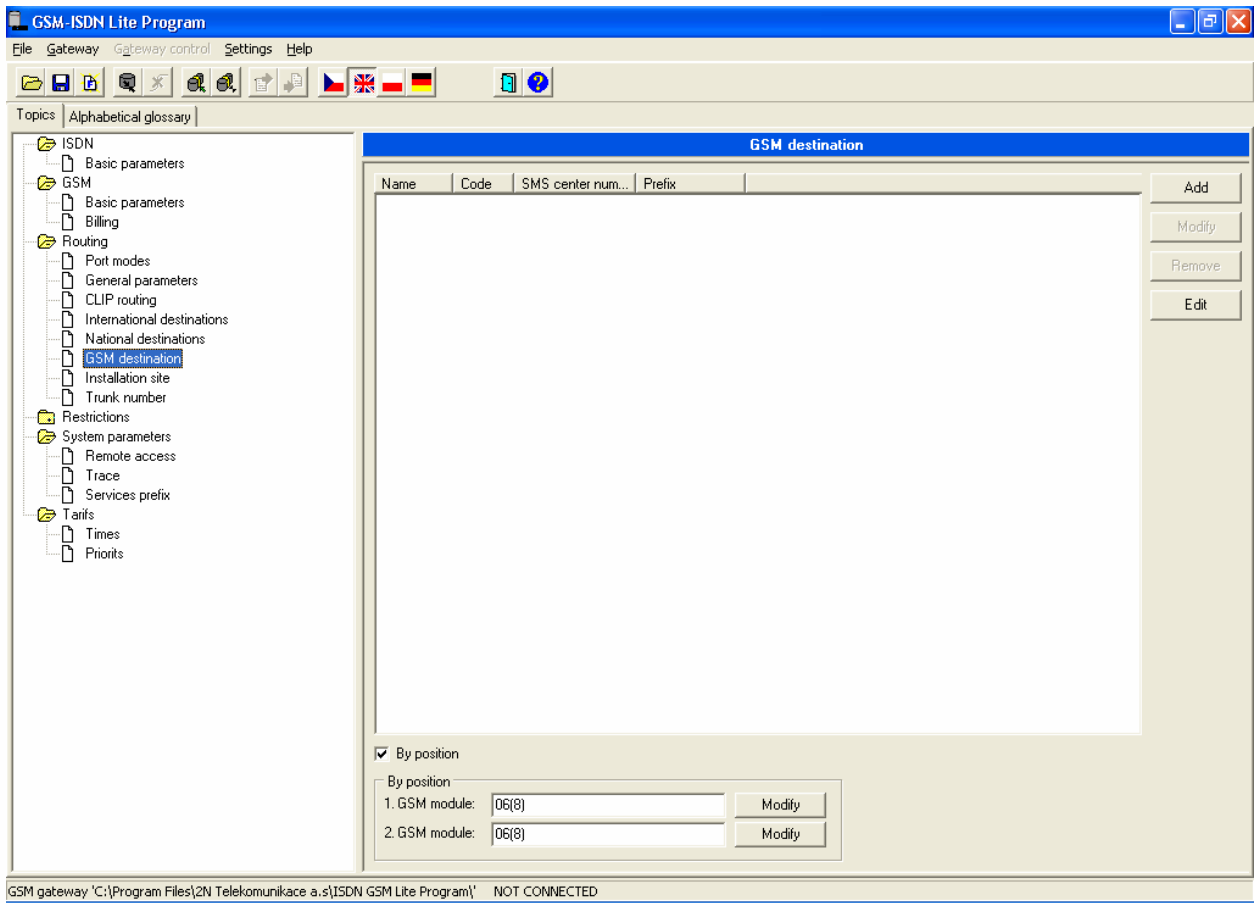 GSM-ISDN Lite Program
File Gateway Gateway control Settings Help
Topics Alphabetical glossary
ISDN
Basic parameters
GSM
Basic parameters
Billing
Routing
Port modes
General parameters
CLIP routing
International destinations
National destinations
GSM destination
Installation site
Trunk number
Restrictions
System parameters
Remote access
Trace
Services prefix
Tarifs
Times
Priorits
GSM destination
Name Code SMS center num... Prefix
Add
Modify
Remove
Edit
By position
By position
1. GSM module: 06(8) Modify
2. GSM module: 06(8) Modify
GSM gateway 'C:\Program Files\2N Telekomunikace a.s\ISDN GSM Lite Program\' NOT CONNECTED